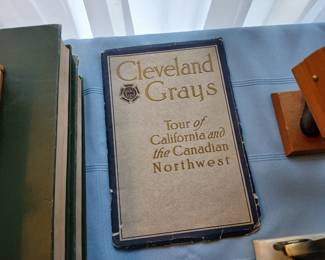 Cleveland
Grays
Tour of
California and
the Canadian
Northwest